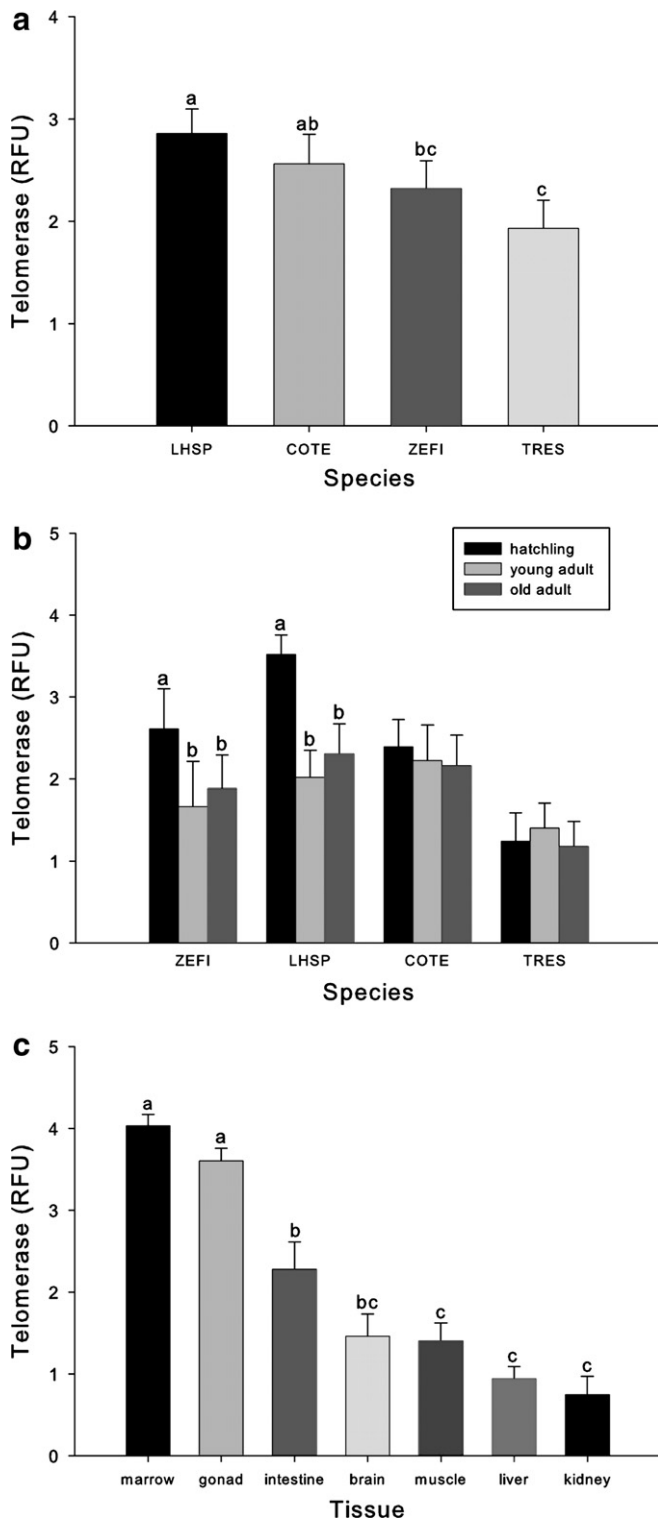 a
Telomerase (RFU)
4
3
2
1
0
a
ab
bc
c
LHSP COTE ZEFI TRES
Species
b
Telomerase (RFU)
5
4
3
2
1
0
hatchling
young adult
old adult
a
b
b
a
b
b
ZEFI LHSP COTE TRES
Species
c
Telomerase (RFU)
5
4
3
2
1
0
a
a
b
bc
c
c
c
marrow gonad intestine brain muscle liver kidney
Tissue